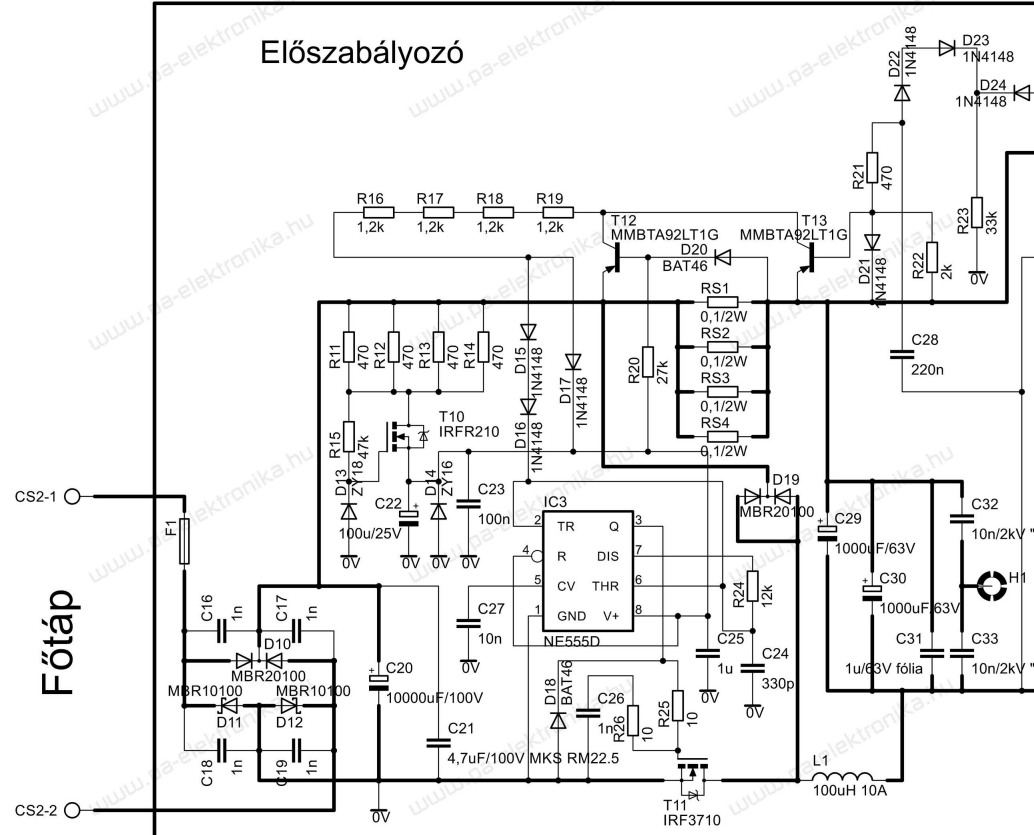 Előszabályozó
www.pa-elektronika.hu
D22
1N4148
D23
1N4148
D24
1N4148
R21
470
R23
33k
0V
R16
1,2k
R17
1,2k
R18
1,2k
R19
1,2k
T12
MMBTA92LT1G
T13
MMBTA92LT1G
D20
BAT46
D21
1N4148
R22
2k
RS1
0,1/2W
RS2
0,1/2W
RS3
0,1/2W
RS4
0,1/2W
R11
470
R12
470
R13
470
R14
470
D15
1N4148
D17
1N4148
D16
1N4148
R20
27k
C28
220n
R15
47k
T10
IRFR210
D13
ZY18
C22
100u/25V
D14
ZY16
C23
100n
0V
0V
0V
0V
CS2-1
F1
IC3
NE555D
2 TR
Q 3
4 R
DIS 7
5 CV
THR 6
1 GND
V+ 8
D19
MBR20100
C29
1000uF/63V
C30
1000uF/63V
C32
10n/2kV "
H1
C31
1u/63V fólia
C33
10n/2kV "
R24
12k
C27
10n
0V
C25
1u
0V
C24
330p
0V
Főtáp
C16
1n
C17
1n
D10
MBR20100
MBR10100
D11
MBR10100
D12
C18
1n
C19
1n
C20
10000uF/100V
C21
4,7uF/100V MKS RM22.5
D18
BAT46
C26
1n
R26
10
R25
10
T11
IRF3710
L1
100uH 10A
0V
CS2-2